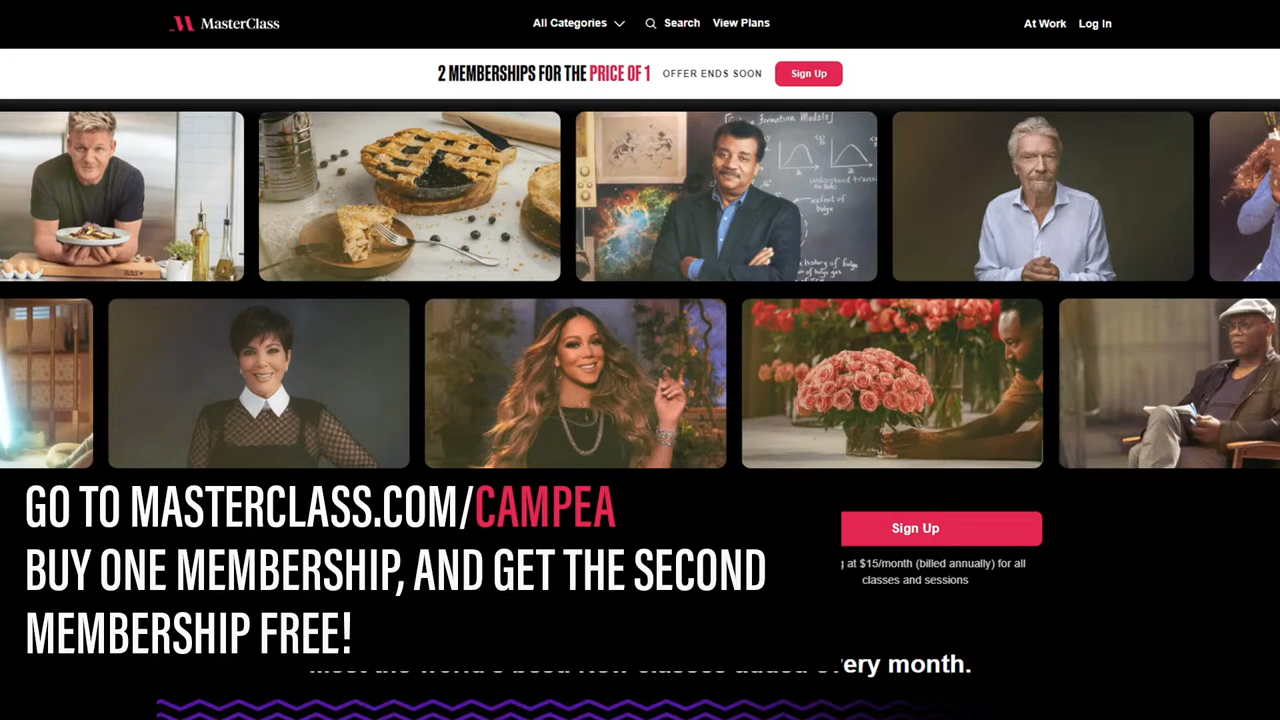 MasterClass
All Categories
Search
View Plans
At Work
Log In
2 MEMBERSHIPS FOR THE PRICE OF 1
OFFER ENDS SOON
Sign Up
GO TO MASTERCLASS.COM/CAMPEA
BUY ONE MEMBERSHIP, AND GET THE SECOND
MEMBERSHIP FREE!
Sign Up
at $15/month (billed annually) for all
classes and sessions
every month.